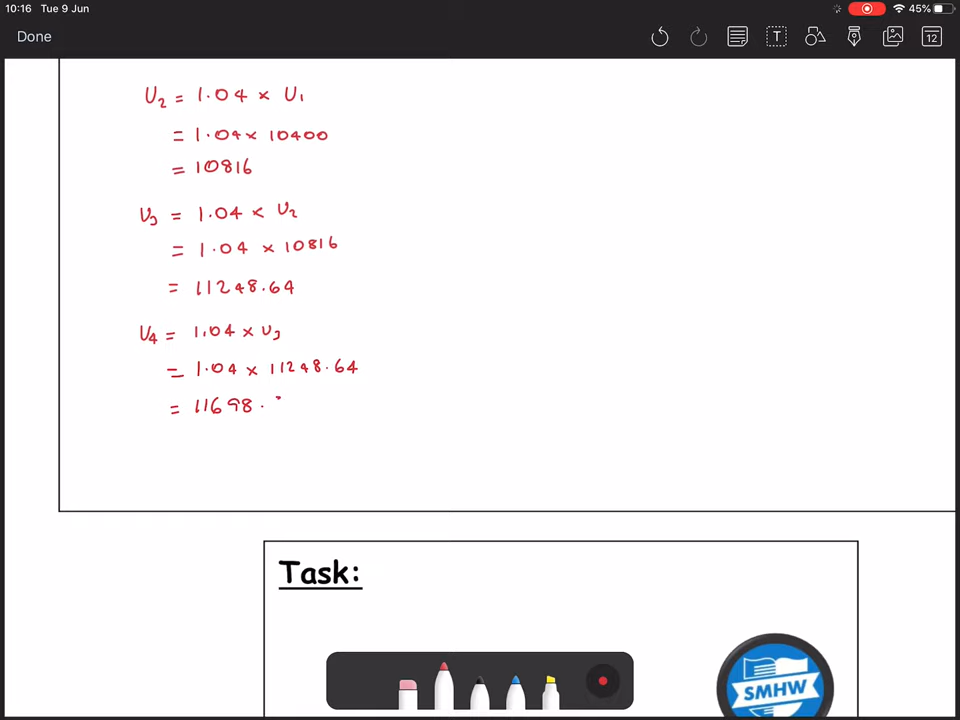 10:16 Tue 9 Jun 45%
Done T 12
U2 = 1.04 × U1
= 1.04 × 10400
= 10816
U3 = 1.04 × U2
= 1.04 × 10816
= 11248.64
U4 = 1.04 × U3
= 1.04 × 11248.64
= 11698.
Task:
SMHW